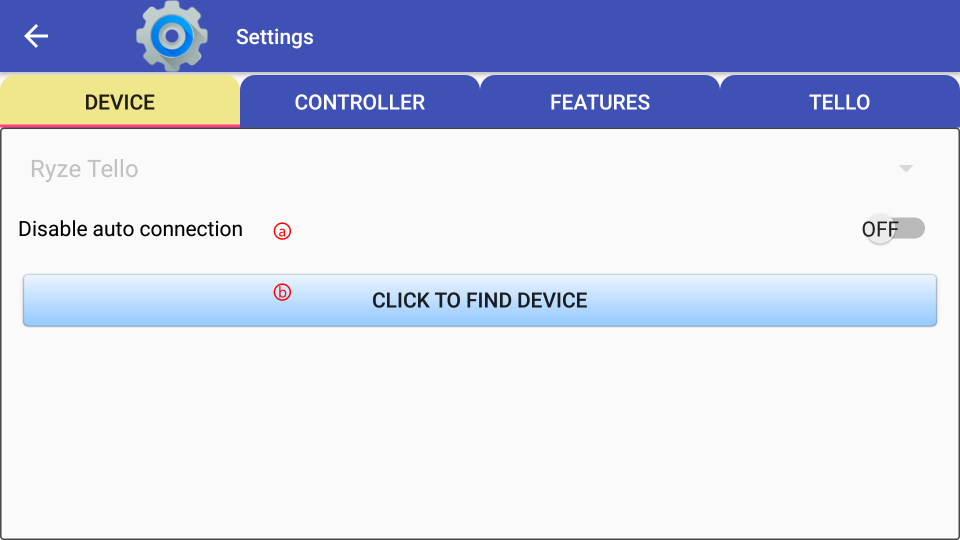 Settings
DEVICE CONTROLLER FEATURES TELLO
Ryze Tello
Disable auto connection ⓐ OFF
ⓑ CLICK TO FIND DEVICE